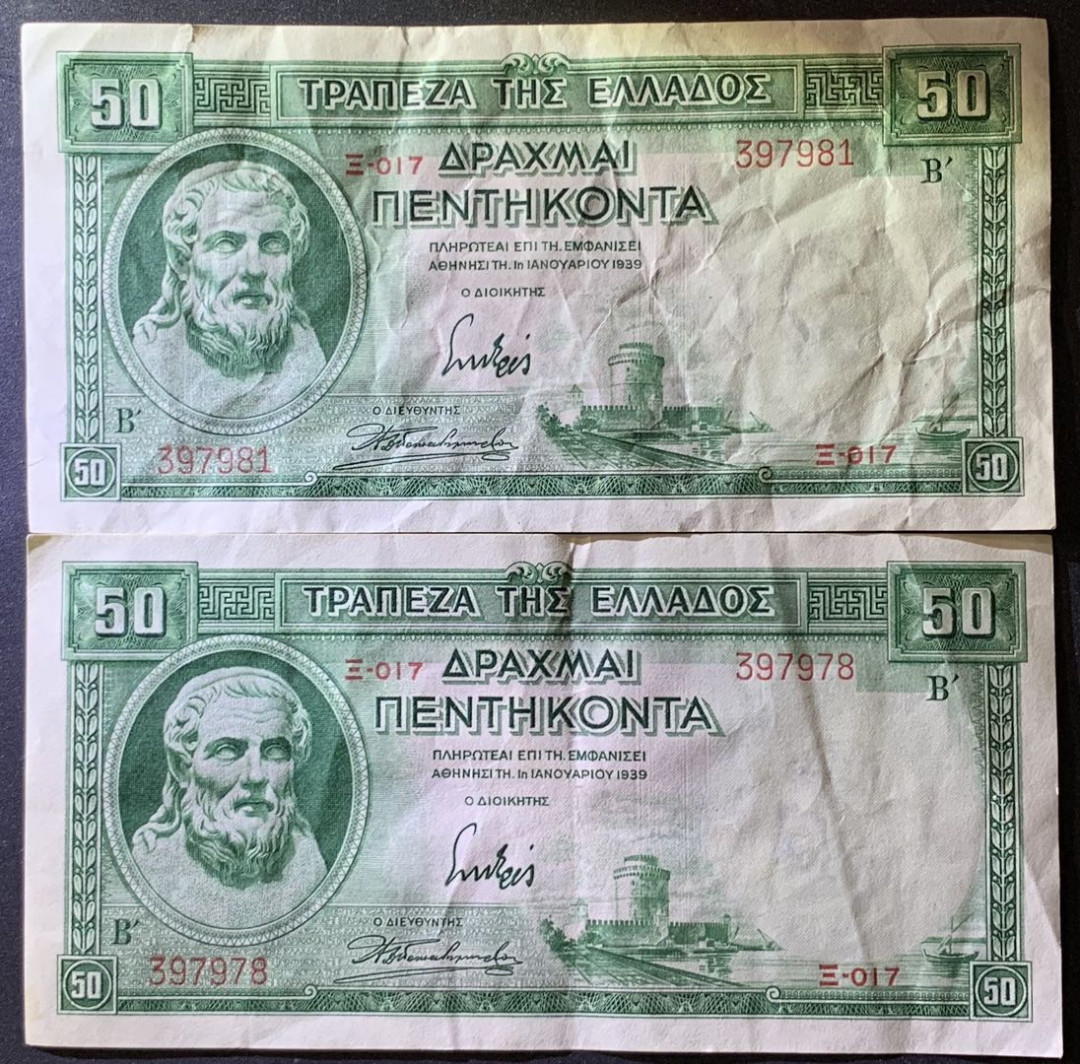 50 ΤΡΑΠΕΖΑ ΤΗΣ ΕΛΛΑΔΟΣ 50
Ξ-017 ΔΡΑΧΜΑΙ 397981
Β΄
ΠΕΝΤΗΚΟΝΤΑ
ΠΛΗΡΩΤΕΑΙ ΕΠΙ ΤΗ. ΕΜΦΑΝΙΣΕΙ
ΑΘΗΝΗΣΙ ΤΗ. 1η ΙΑΝΟΥΑΡΙΟΥ 1939
Ο ΔΙΟΙΚΗΤΗΣ
Β΄ Ο ΔΙΕΥΘΥΝΤΗΣ
50 397981 Ξ-017 50
50 ΤΡΑΠΕΖΑ ΤΗΣ ΕΛΛΑΔΟΣ 50
Ξ-017 ΔΡΑΧΜΑΙ 397978
Β΄
ΠΕΝΤΗΚΟΝΤΑ
ΠΛΗΡΩΤΕΑΙ ΕΠΙ ΤΗ. ΕΜΦΑΝΙΣΕΙ
ΑΘΗΝΗΣΙ ΤΗ. 1η ΙΑΝΟΥΑΡΙΟΥ 1939
Ο ΔΙΟΙΚΗΤΗΣ
Β΄ Ο ΔΙΕΥΘΥΝΤΗΣ
50 397978 Ξ-017 50